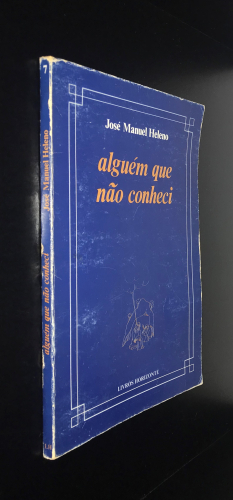 José Manuel Heleno
alguém que
não conheci
LIVROS HORIZONTE
7
José Manuel Heleno
alguém que não conheci